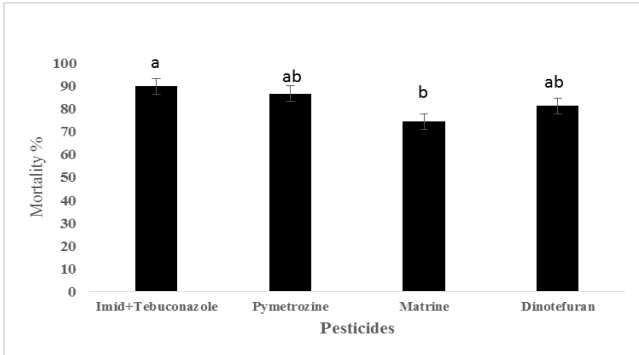 100
90
80
70
60
50
40
30
20
10
0
Mortality %
a
ab
b
ab
Imid+Tebuconazole
Pymetrozine
Matrine
Dinotefuran
Pesticides